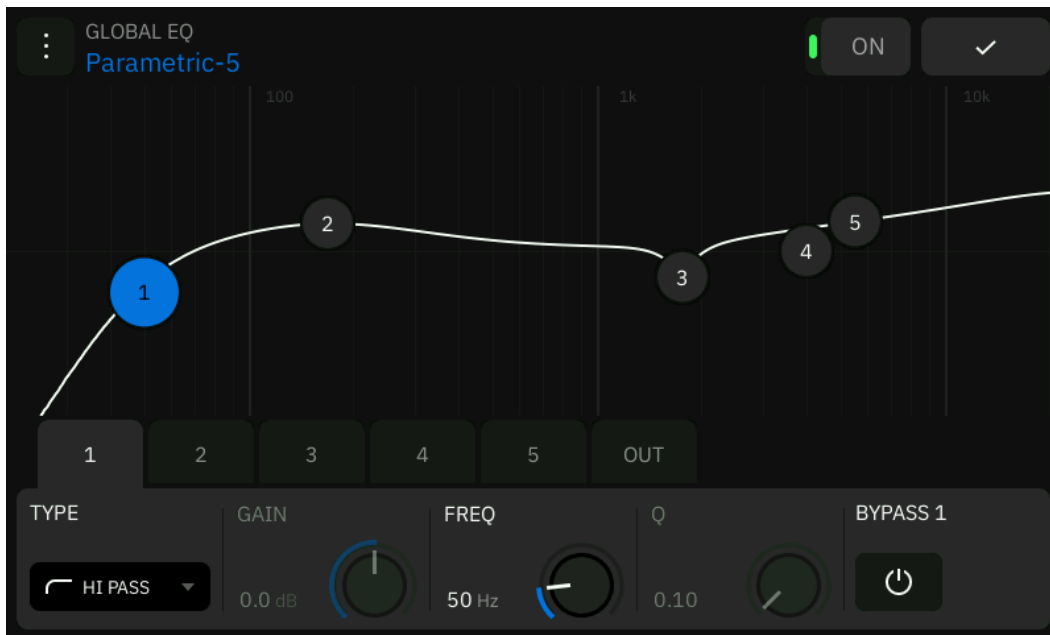 GLOBAL EQ
Parametric-5
ON
100 1k 10k
1 2 3 4 5
1 2 3 4 5 OUT
TYPE GAIN FREQ Q BYPASS 1
HI PASS 0.0 dB 50 Hz 0.10